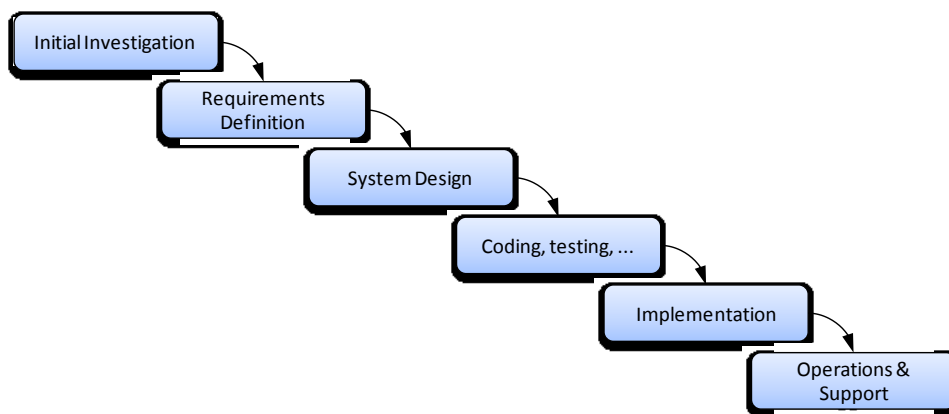 Initial Investigation
Requirements
Definition
System Design
Coding, testing, ...
Implementation
Operations &
Support